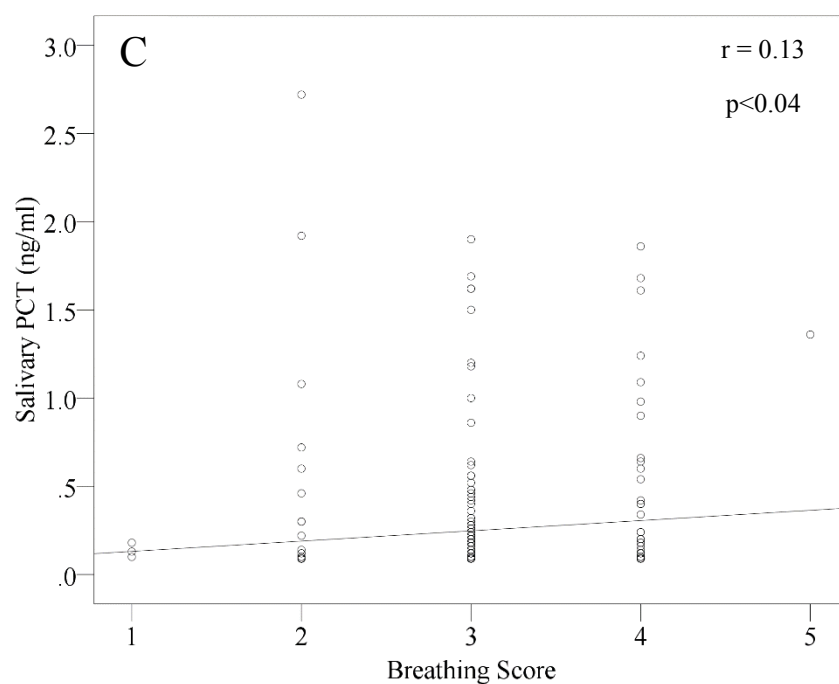 C
r = 0.13
p<0.04
3.0
2.5
2.0
1.5
1.0
.5
.0
Salivary PCT (ng/ml)
1 2 3 4 5
Breathing Score